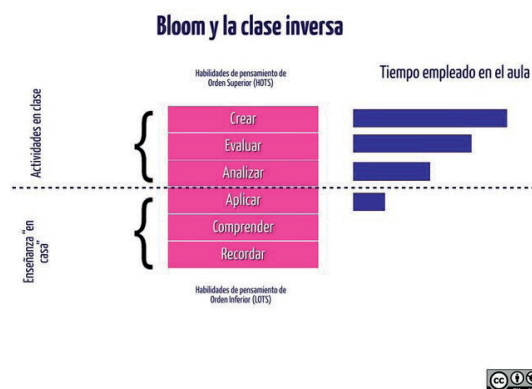 Bloom y la clase inversa
Habilidades de pensamiento de
Orden Superior (HOTS)
Tiempo empleado en el aula
Actividades en clase
Crear
Evaluar
Analizar
Aplicar
Comprender
Recordar
Enseñanza "en
casa"
Habilidades de pensamiento de
Orden Inferior (LOTS)
cc